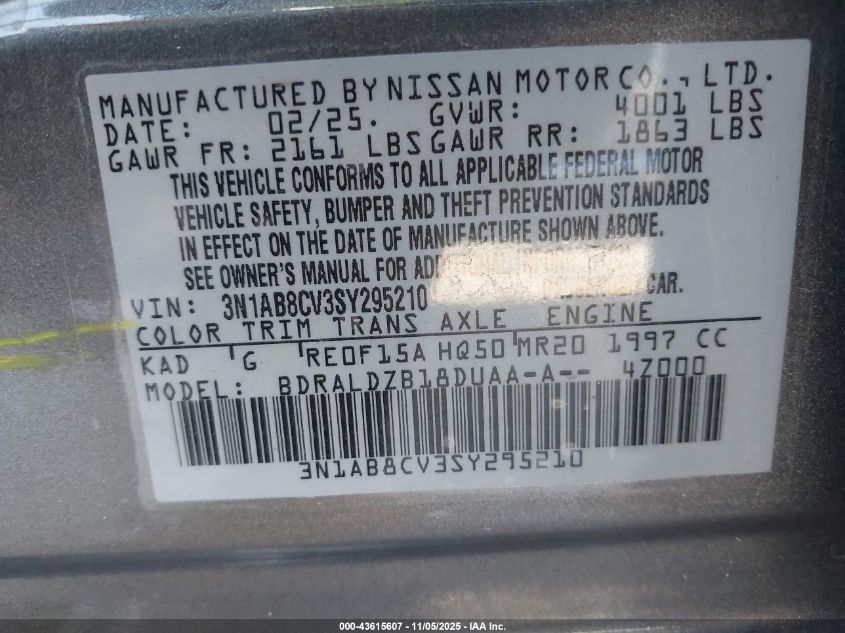 MANUFACTURED BY NISSAN MOTOR CO., LTD.
DATE: 02/25. GVWR: 4001 LBS
GAWR FR: 2161 LBS GAWR RR: 1863 LBS
THIS VEHICLE CONFORMS TO ALL APPLICABLE FEDERAL MOTOR
VEHICLE SAFETY, BUMPER AND THEFT PREVENTION STANDARDS
IN EFFECT ON THE DATE OF MANUFACTURE SHOWN ABOVE.
SEE OWNER'S MANUAL FOR ADDITIONAL
VIN: 3N1AB8CV3SY295210 CAR.
COLOR TRIM TRANS AXLE ENGINE
KAD G RE0F15A HQ50 MR20 1997 CC
MODEL: BDRALDZB18DUAA-A-- 4Z000
3N1AB8CV3SY295210
000-43615607 - 11/05/2025 - IAA Inc.